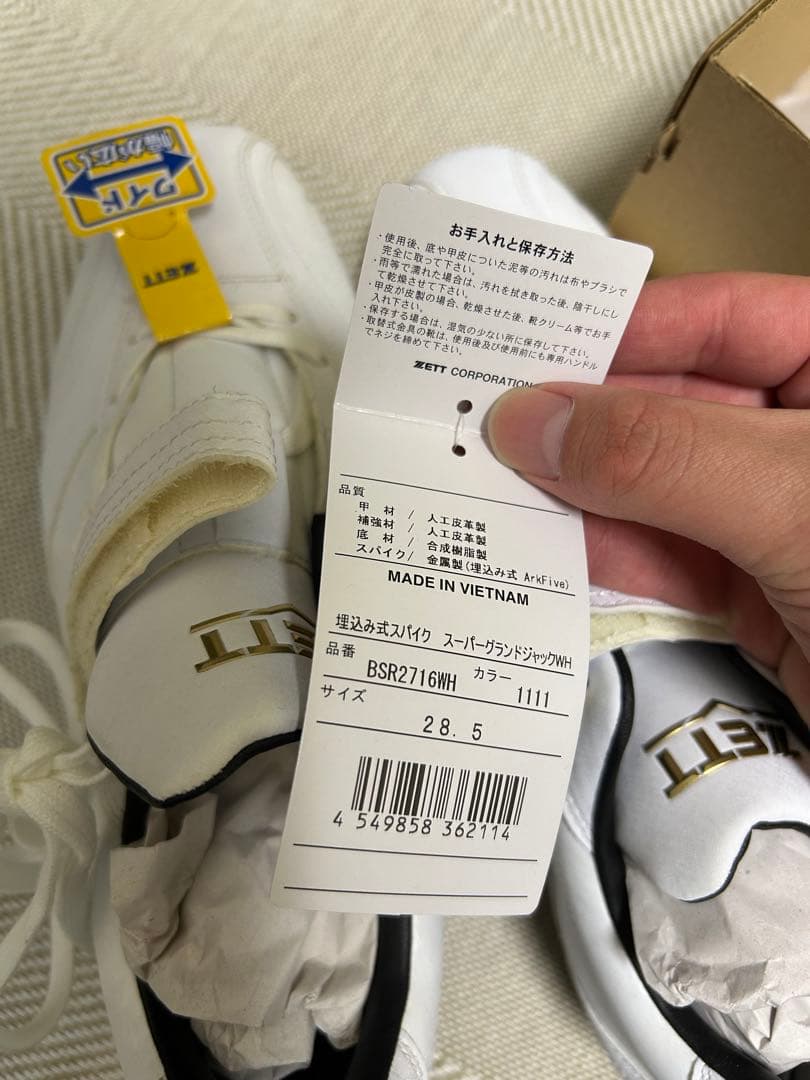 幅が広い
ワイド
ZETT
お手入れと保存方法
・使用後、底や甲皮についた泥等の汚れは布やブラシで
完全に取って下さい。
・雨等で濡れた場合は、汚れを拭き取った後、陰干しにし
て乾燥させて下さい。
・甲皮が皮製の場合、乾燥させた後、靴クリーム等でお手
入れ下さい。
・保存する場合は、湿気の少ない所に保存して下さい。
・取替式金具の靴は、使用後及び使用前にも専用ハンドル
でネジを締めて下さい。
ZETT CORPORATION
品質
甲 材 / 人工皮革製
補強材 / 人工皮革製
底 材 / 合成樹脂製
スパイク/ 金属製(埋込み式 ArkFive)
MADE IN VIETNAM
埋込み式スパイク スーパーグランドジャックWH
品番 BSR2716WH カラー 1111
サイズ
28. 5
4 549858 362114
ZETT
ZETT